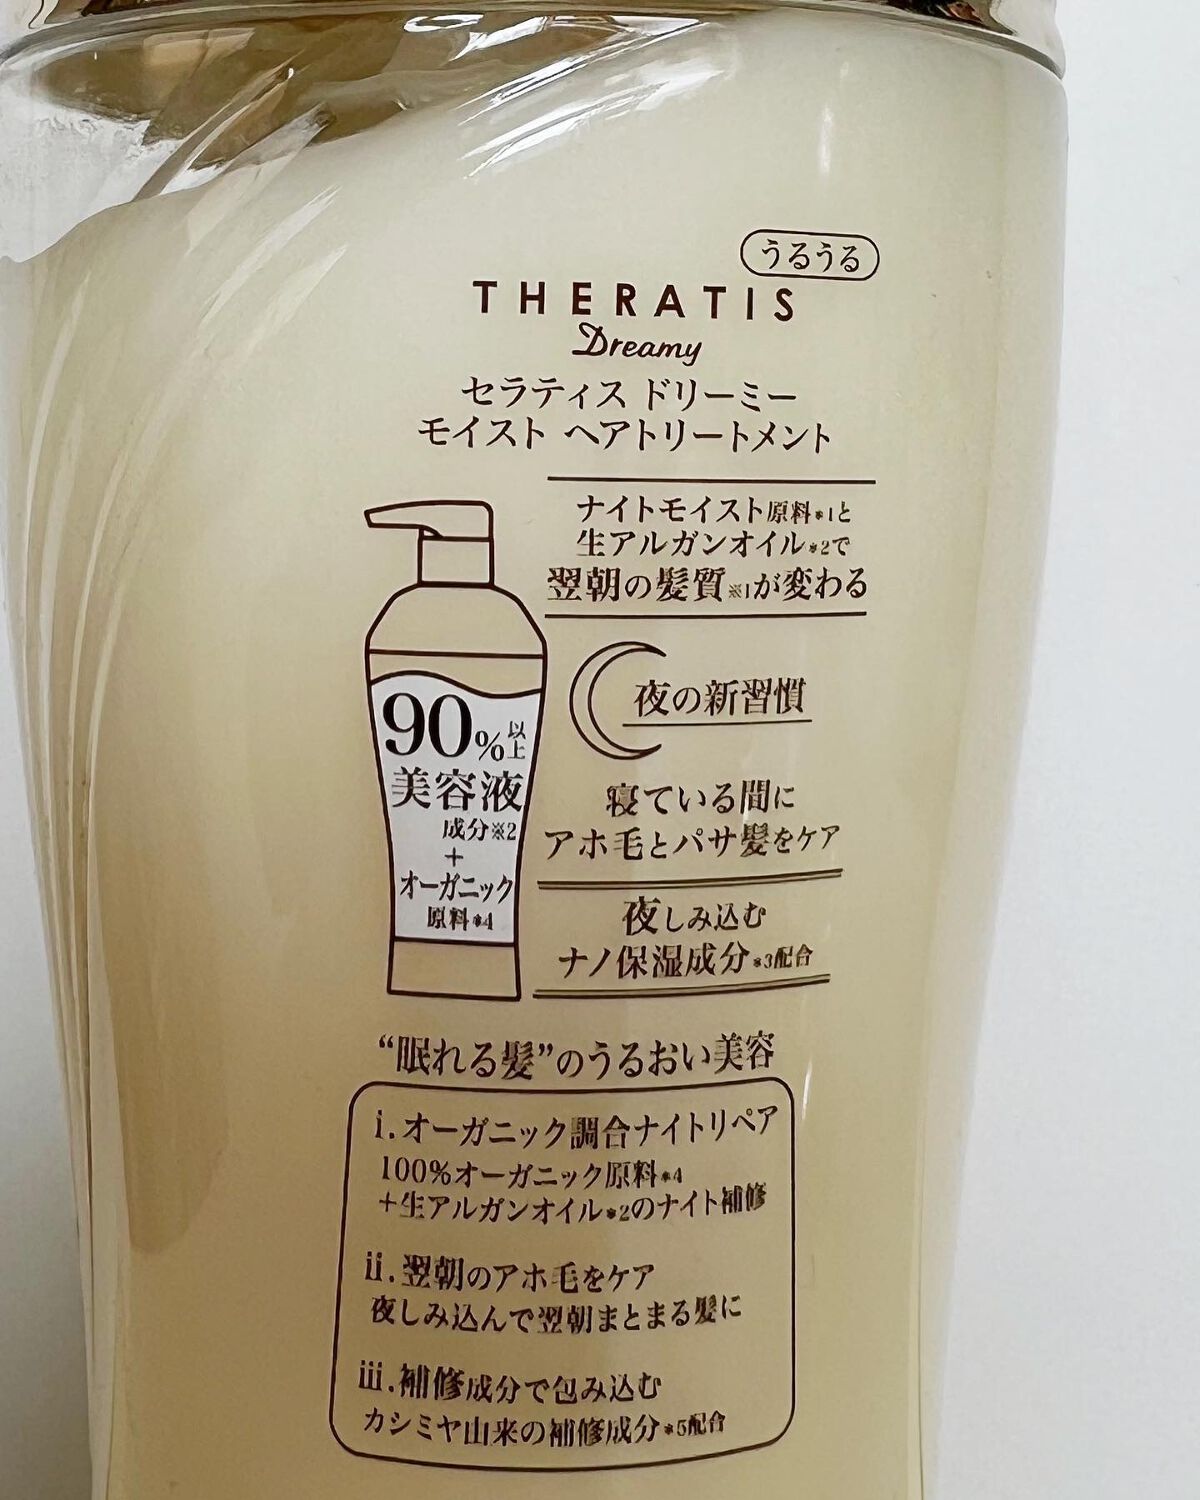 うるうる
THERATIS
Dreamy
セラティス ドリーミー
モイスト ヘアトリートメント
ナイトモイスト原料*1と
生アルガンオイル*2で
翌朝の髪質※1が変わる
90%以上
美容液
成分※2
+
オーガニック
原料*4
夜の新習慣
寝ている間に
アホ毛とパサ髪をケア
夜しみ込む
ナノ保湿成分*3配合
“眠れる髪”のうるおい美容
i.オーガニック調合ナイトリペア
100%オーガニック原料*4
+生アルガンオイル*2のナイト補修
ii.翌朝のアホ毛をケア
夜しみ込んで翌朝まとまる髪に
iii.補修成分で包み込む
カシミヤ由来の補修成分*5配合